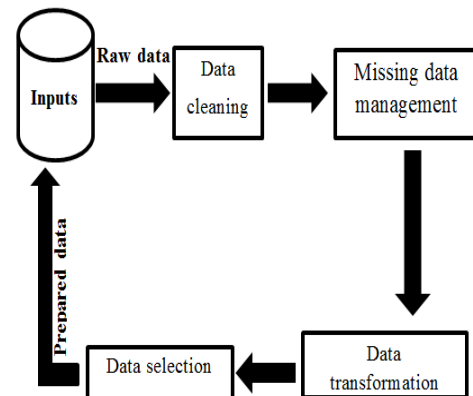 Raw data
Inputs
Data
cleaning
Missing data
management
Data
transformation
Data selection
Prepared data